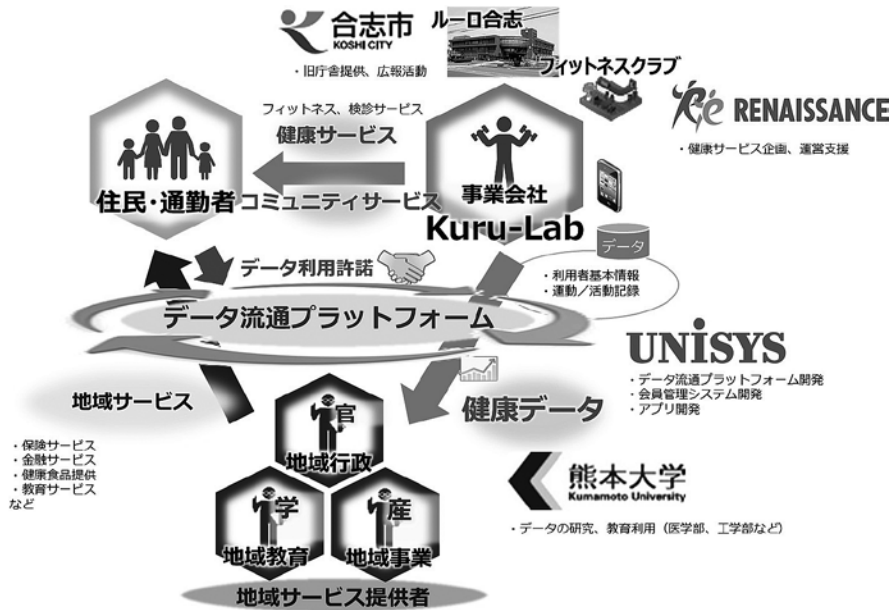 合志市
KOSHI CITY
ルーロ合志
・旧庁舎提供、広報活動
フィットネスクラブ
RENAISSANCE
・健康サービス企画、運営支援
フィットネス、検診サービス
健康サービス
コミュニティサービス
住民・通勤者
事業会社
Kuru-Lab
データ
・利用者基本情報
・運動／活動記録
データ利用許諾
データ流通プラットフォーム
UNiSYS
・データ流通プラットフォーム開発
・会員管理システム開発
・アプリ開発
地域サービス
・保険サービス
・金融サービス
・健康食品提供
・教育サービス
など
健康データ
官
地域行政
学
地域教育
産
地域事業
地域サービス提供者
熊本大学
Kumamoto University
・データの研究、教育利用（医学部、工学部など）